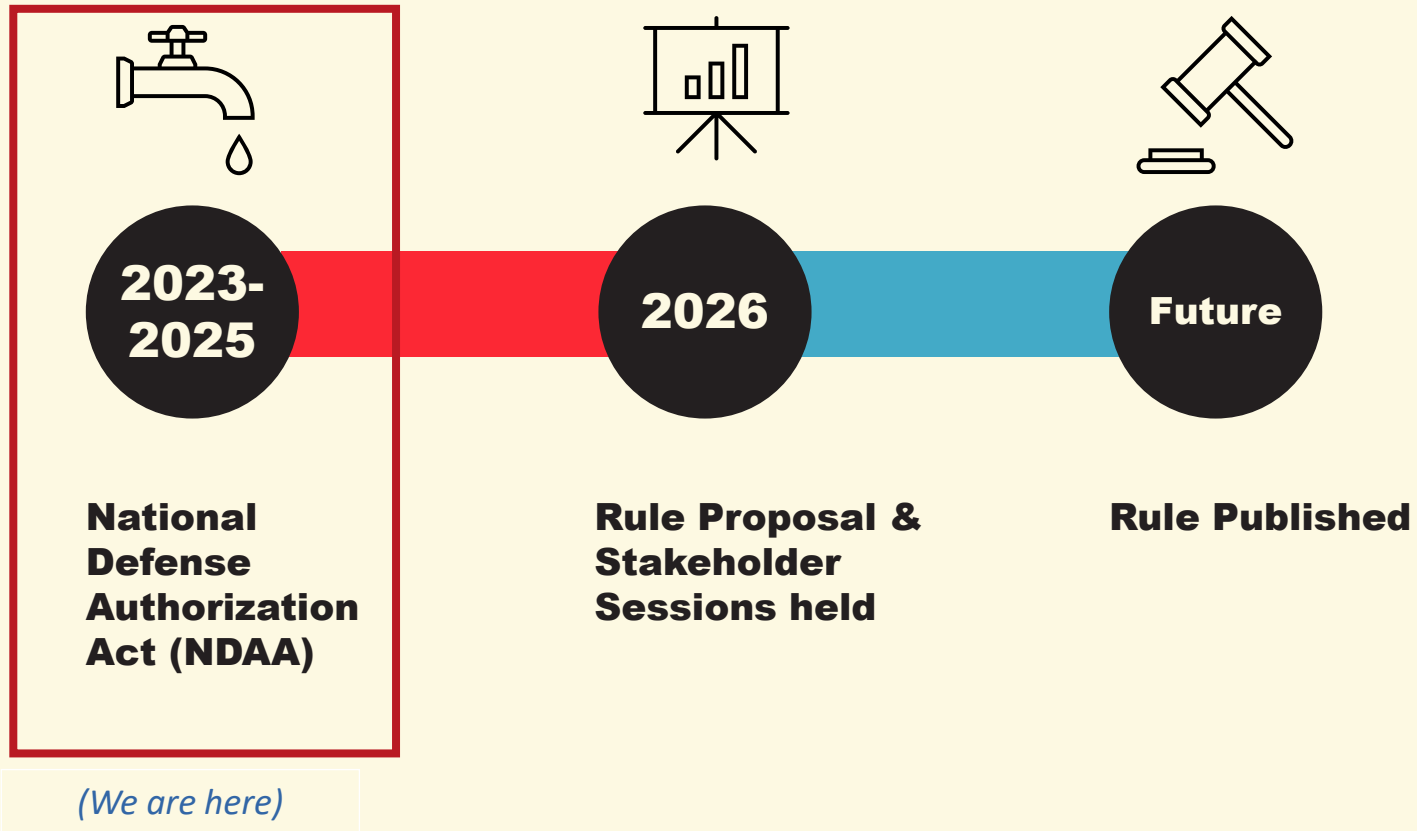 2023-
2025
2026
Future
National
Defense
Authorization
Act (NDAA)
Rule Proposal &
Stakeholder
Sessions held
Rule Published
(We are here)